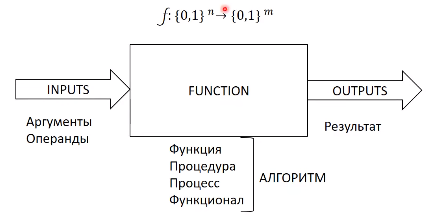 f: {0,1}ⁿ→{0,1}ᵐ
INPUTS
FUNCTION
OUTPUTS
Аргументы
Операнды
Результат
Функция
Процедура
Процесс
Функционал
АЛГОРИТМ